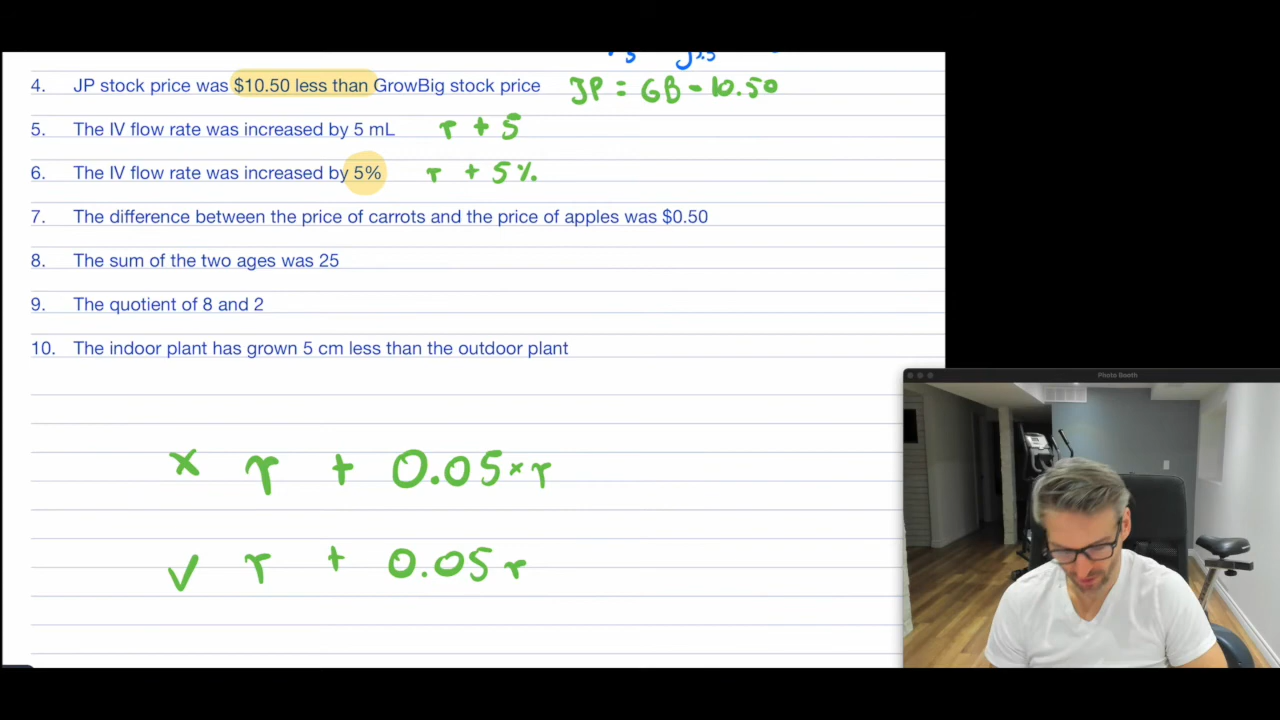 4. JP stock price was $10.50 less than GrowBig stock price JP = GB - 10.50
5. The IV flow rate was increased by 5 mL r + 5
6. The IV flow rate was increased by 5% r + 5%
7. The difference between the price of carrots and the price of apples was $0.50
8. The sum of the two ages was 25
9. The quotient of 8 and 2
10. The indoor plant has grown 5 cm less than the outdoor plant
Photo Booth
× r + 0.05 × r
✓ r + 0.05 r